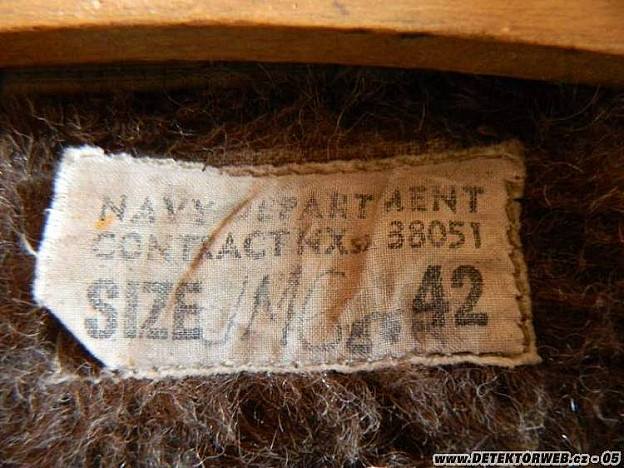 NAVY DEPARTMENT
CONTRACT NXs 38051
SIZE 42
www.DETEKTORWEB.cz - 05